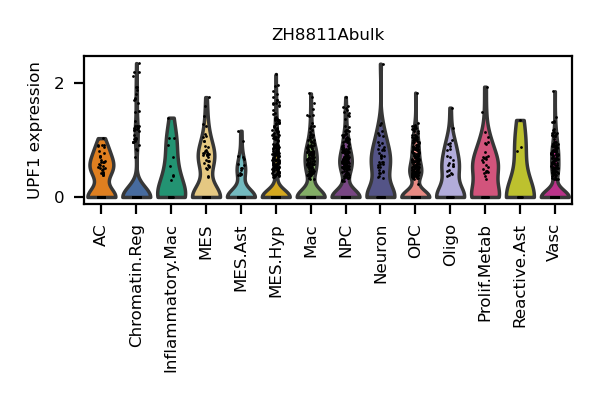 ZH8811Abulk
UPF1 expression
2
0
AC
Chromatin.Reg
Inflammatory.Mac
MES
MES.Ast
MES.Hyp
Mac
NPC
Neuron
OPC
Oligo
Prolif.Metab
Reactive.Ast
Vasc